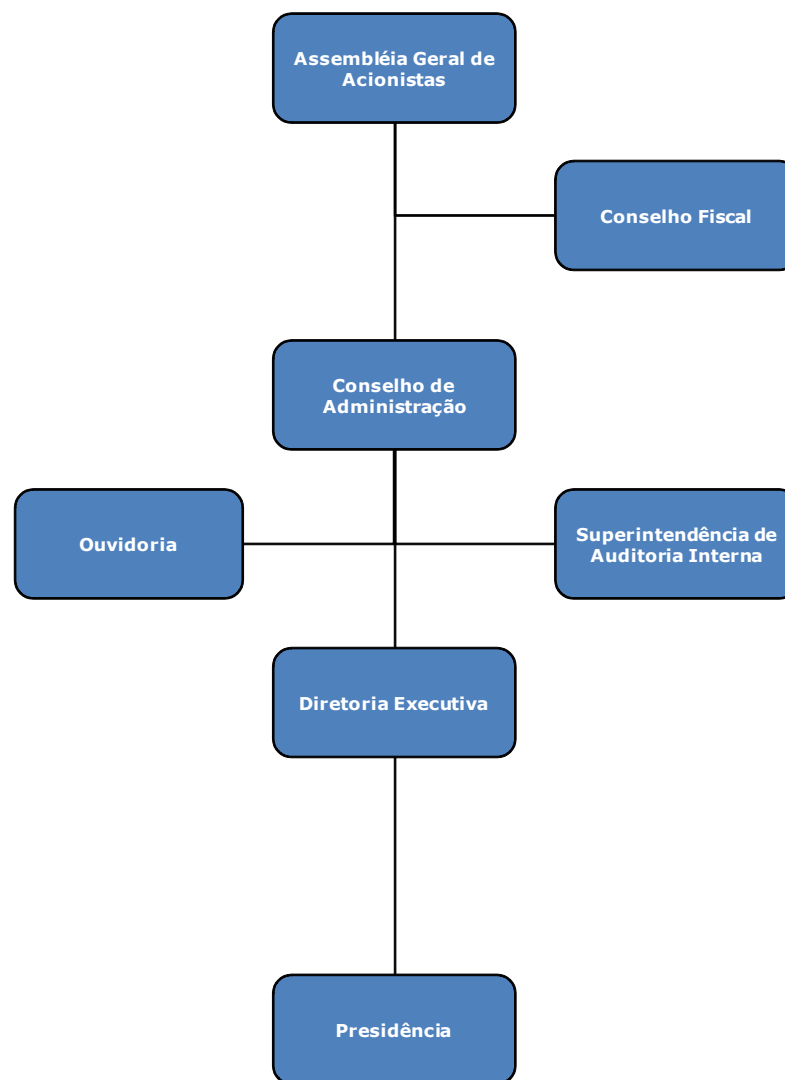 Assembléia Geral de
Acionistas
Conselho Fiscal
Conselho de
Administração
Ouvidoria
Superintendência de
Auditoria Interna
Diretoria Executiva
Presidência